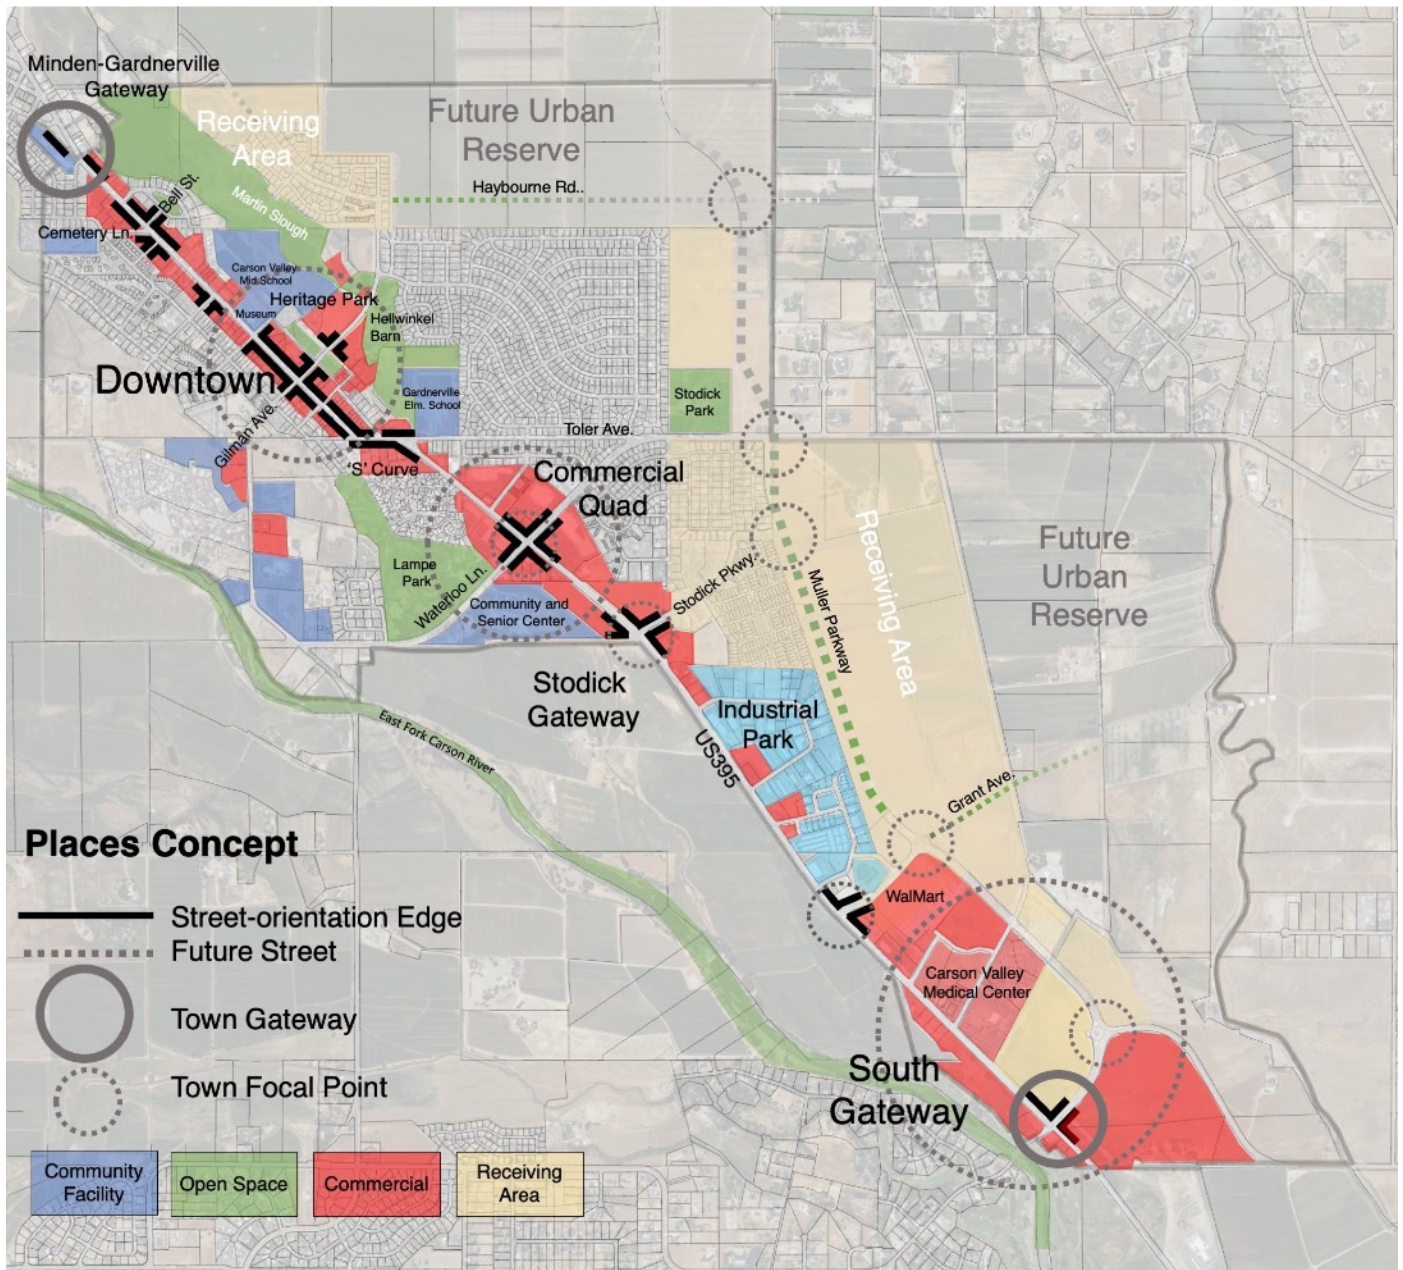 Minden-Gardnerville
Gateway
Receiving
Area
Future Urban
Reserve
Haybourne Rd..
Bell St.
Martin Slough
Cemetery Ln.
Carson Valley
Mid School
Heritage Park
Museum
Hellwinkel
Barn
Downtown
Gardnerville
Elm. School
Stodick
Park
Gilman Ave.
Toler Ave.
'S' Curve
Commercial
Quad
Receiving Area
Future
Urban
Reserve
Lampe
Park
Waterloo Ln.
Community and
Senior Center
Stodick Pkwy.
Muller Parkway
Stodick
Gateway
Industrial
Park
US395
East Fork Carson River
Grant Ave.
Places Concept
Street-orientation Edge
Future Street
Town Gateway
Town Focal Point
WalMart
Carson Valley
Medical Center
South
Gateway
Community
Facility
Open Space
Commercial
Receiving
Area